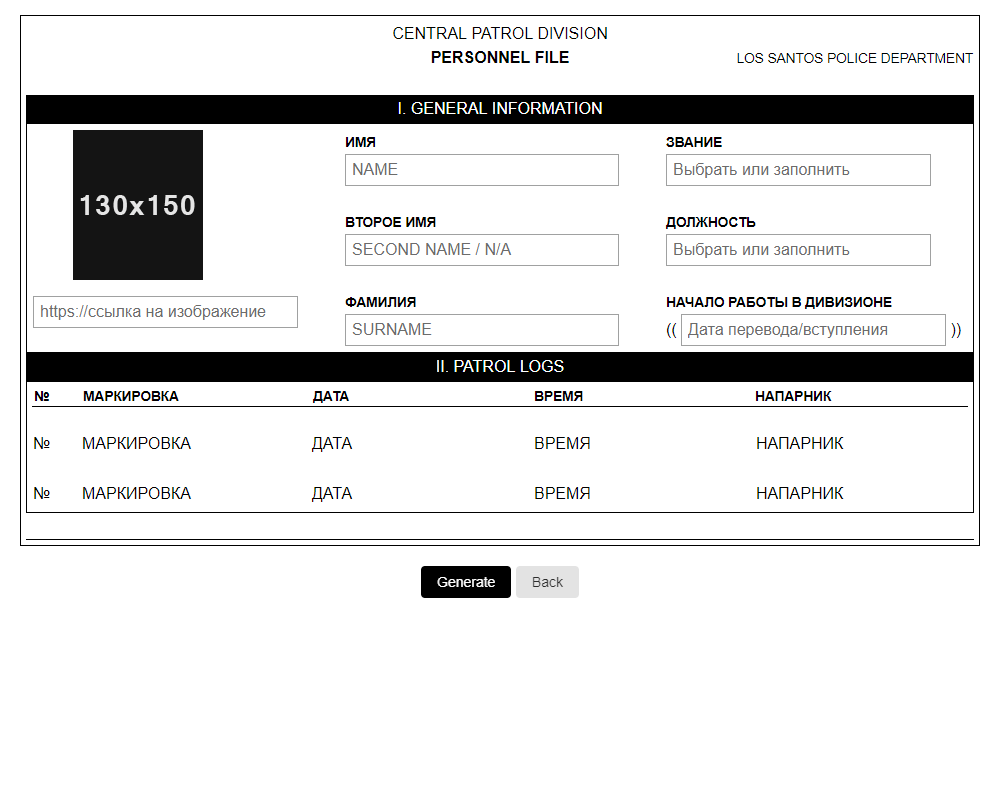 CENTRAL PATROL DIVISION
PERSONNEL FILE
LOS SANTOS POLICE DEPARTMENT
I. GENERAL INFORMATION
130x150
https://ссылка на изображение
ИМЯ
NAME
ЗВАНИЕ
Выбрать или заполнить
ВТОРОЕ ИМЯ
SECOND NAME / N/A
ДОЛЖНОСТЬ
Выбрать или заполнить
ФАМИЛИЯ
SURNAME
НАЧАЛО РАБОТЫ В ДИВИЗИОНЕ
(( Дата перевода/вступления ))
II. PATROL LOGS
№ МАРКИРОВКА ДАТА ВРЕМЯ НАПАРНИК
№ МАРКИРОВКА ДАТА ВРЕМЯ НАПАРНИК
№ МАРКИРОВКА ДАТА ВРЕМЯ НАПАРНИК
Generate Back